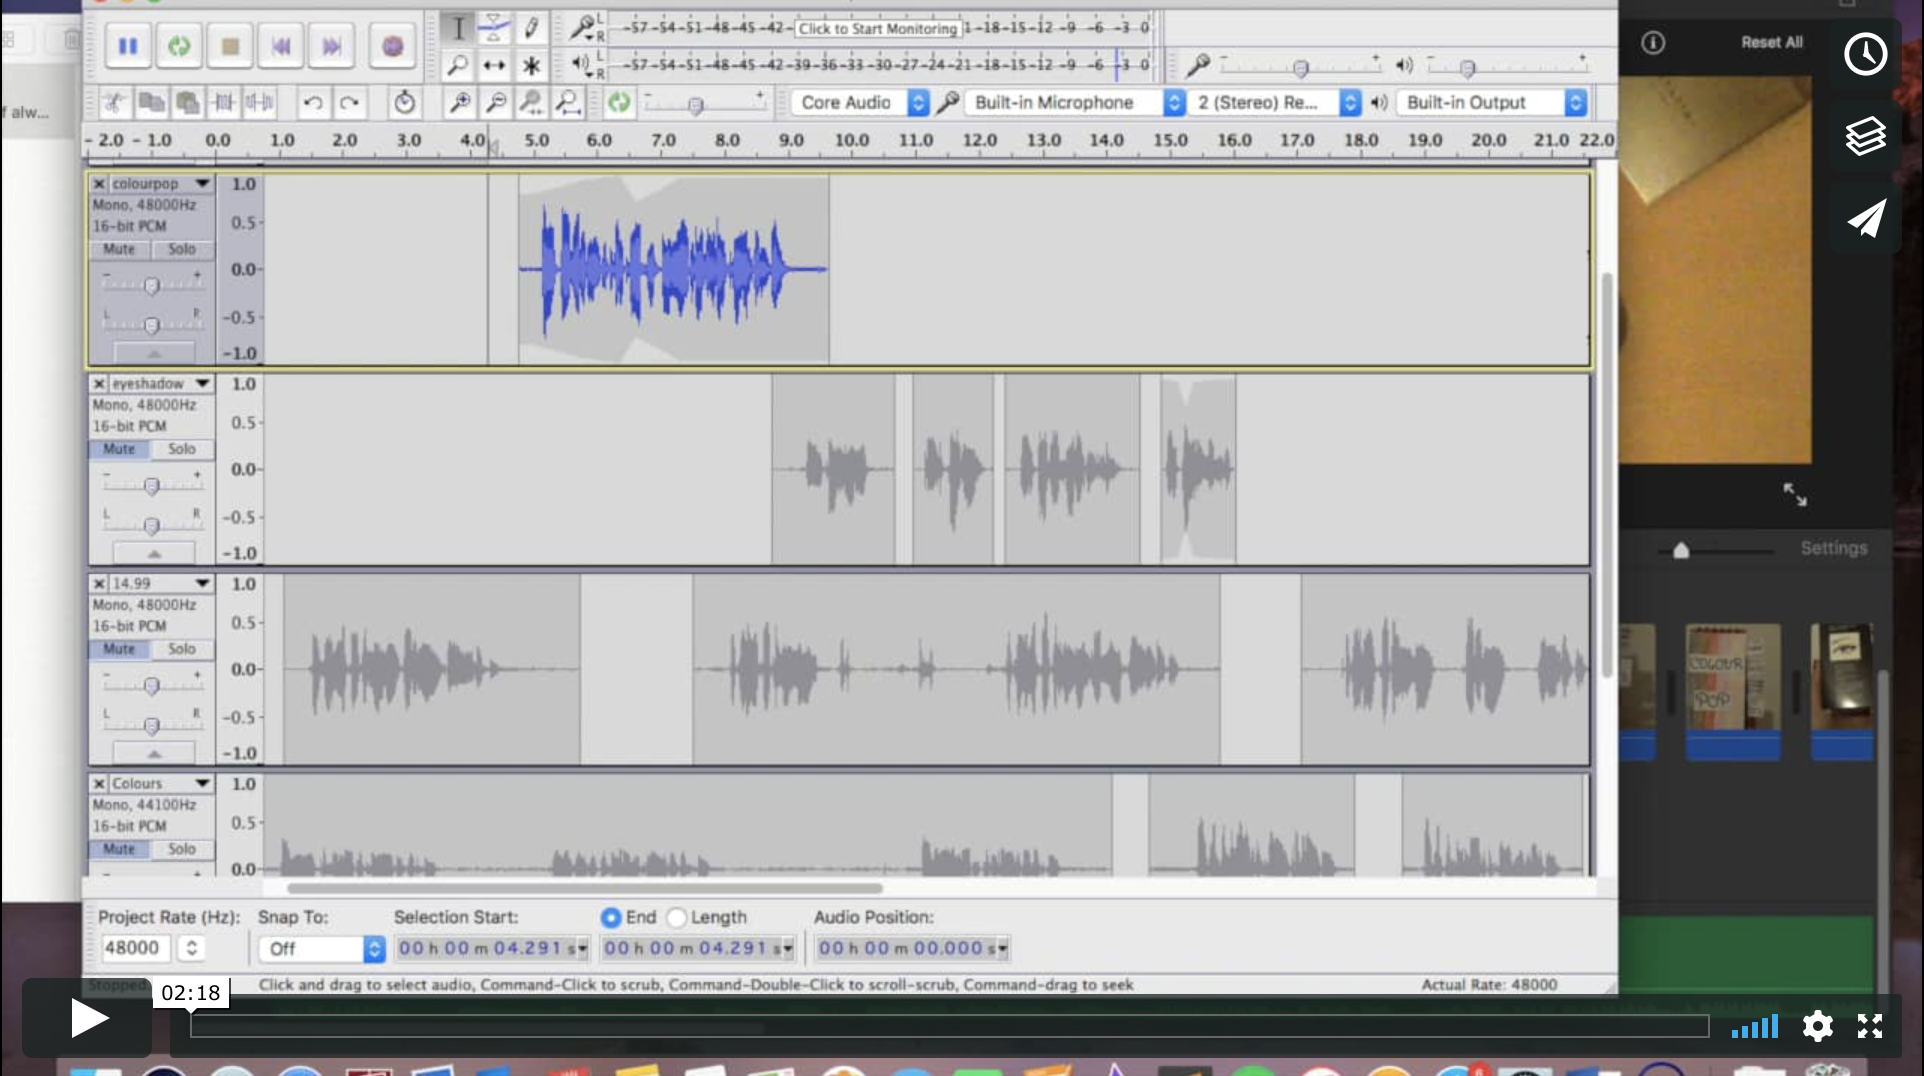 Reset All
L
R
-57 -54 -51 -48 -45 -42 - Click to Start Monitoring 1 -18 -15 -12 -9 -6 -3 0
L
R
-57 -54 -51 -48 -45 -42 -39 -36 -33 -30 -27 -24 -21 -18 -15 -12 -9 -6 -3 0
f alw...
Core Audio
Built-in Microphone
2 (Stereo) Re...
Built-in Output
- 2.0 - 1.0 0.0 1.0 2.0 3.0 4.0 5.0 6.0 7.0 8.0 9.0 10.0 11.0 12.0 13.0 14.0 15.0 16.0 17.0 18.0 19.0 20.0 21.0 22.0
colourpop
Mono, 48000Hz
16-bit PCM
Mute Solo
- +
L R
1.0
0.5
0.0
-0.5
-1.0
eyeshadow
Mono, 48000Hz
16-bit PCM
Mute Solo
- +
L R
1.0
0.5
0.0
-0.5
-1.0
Settings
14.99
Mono, 48000Hz
16-bit PCM
Mute Solo
- +
L R
1.0
0.5
0.0
-0.5
-1.0
COLOUR
POP
Colours
Mono, 44100Hz
16-bit PCM
Mute Solo
- +
1.0
0.5
0.0
Project Rate (Hz): Snap To: Selection Start: End Length Audio Position:
48000 Off 00 h 00 m 04.291 s 00 h 00 m 04.291 s 00 h 00 m 00.000 s
Stopped. Click and drag to select audio, Command-Click to scrub, Command-Double-Click to scroll-scrub, Command-drag to seek Actual Rate: 48000
02:18